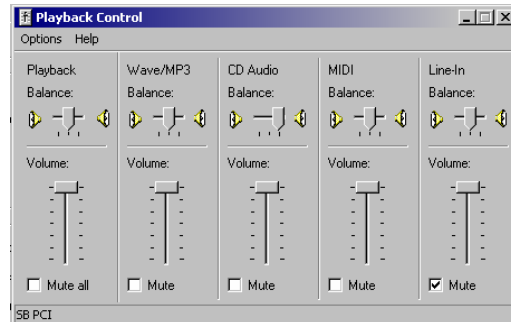 Playback Control
Options Help
Playback Wave/MP3 CD Audio MIDI Line-In
Balance: Balance: Balance: Balance: Balance:
Volume: Volume: Volume: Volume: Volume:
Mute all Mute Mute Mute Mute
SB PCI